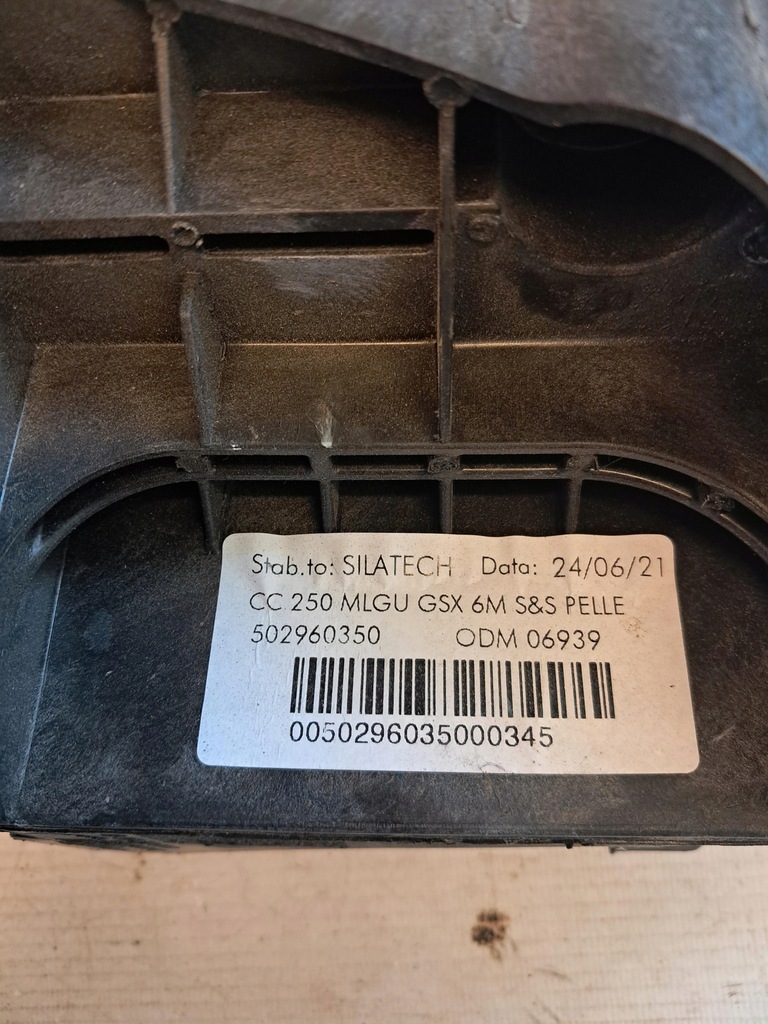 Stab.to: SILATECH Data: 24/06/21
CC 250 MLGU GSX 6M S&S PELLE
502960350 ODM 06939
0050296035000345